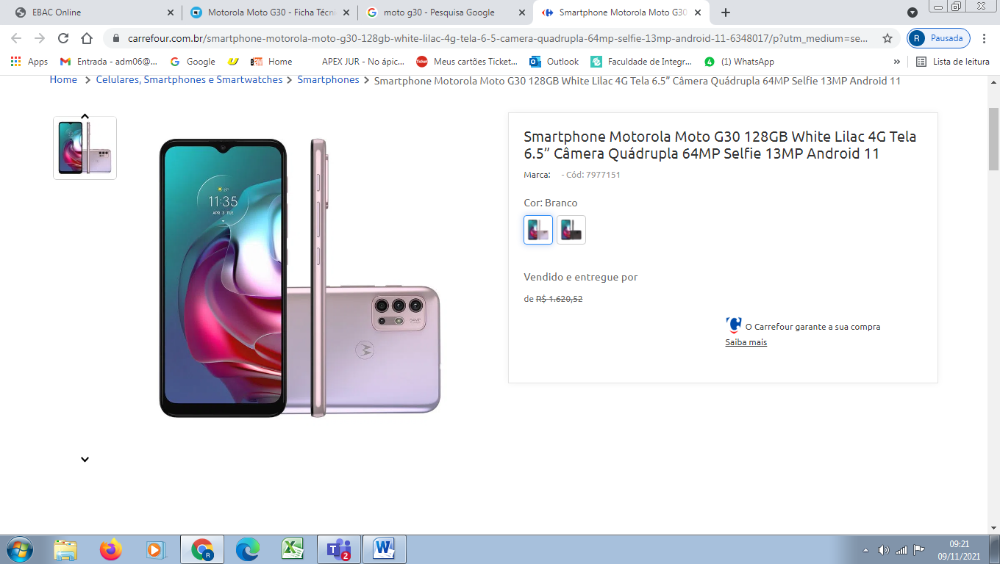 EBAC Online
Motorola Moto G30 - Ficha Técni
moto g30 - Pesquisa Google
Smartphone Motorola Moto G30
carrefour.com.br/smartphone-motorola-moto-g30-128gb-white-lilac-4g-tela-6-5-camera-quadrupla-64mp-selfie-13mp-android-11-6348017/p?utm_medium=se...
R Pausada
Apps
Entrada - adm06@...
Google
Home
APEX JUR - No ápic...
Ticket
Meus cartões Ticket...
Outlook
Faculdade de Integr...
4
(1) WhatsApp
»
Lista de leitura
Home > Celulares, Smartphones e Smartwatches > Smartphones > Smartphone Motorola Moto G30 128GB White Lilac 4G Tela 6.5” Câmera Quádrupla 64MP Selfie 13MP Android 11
11:35
APR 3 TUE
Smartphone Motorola Moto G30 128GB White Lilac 4G Tela
6.5” Câmera Quádrupla 64MP Selfie 13MP Android 11
Marca: - Cód: 7977151
Cor: Branco
Vendido e entregue por
de R$ 1.620,52
O Carrefour garante a sua compra
Saiba mais
R
2
09:21
09/11/2021